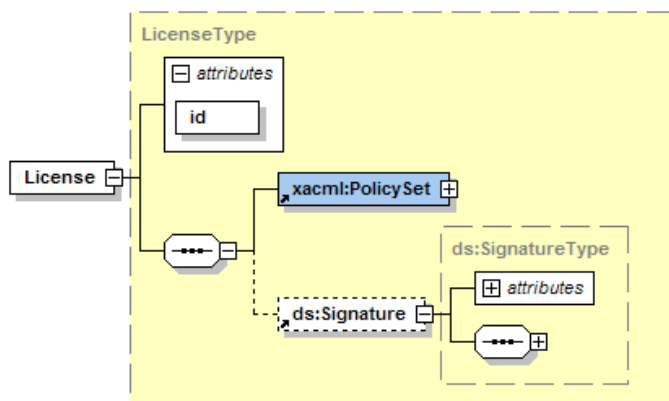 LicenseType
attributes
id
License
xacml:PolicySet
ds:SignatureType
attributes
ds:Signature